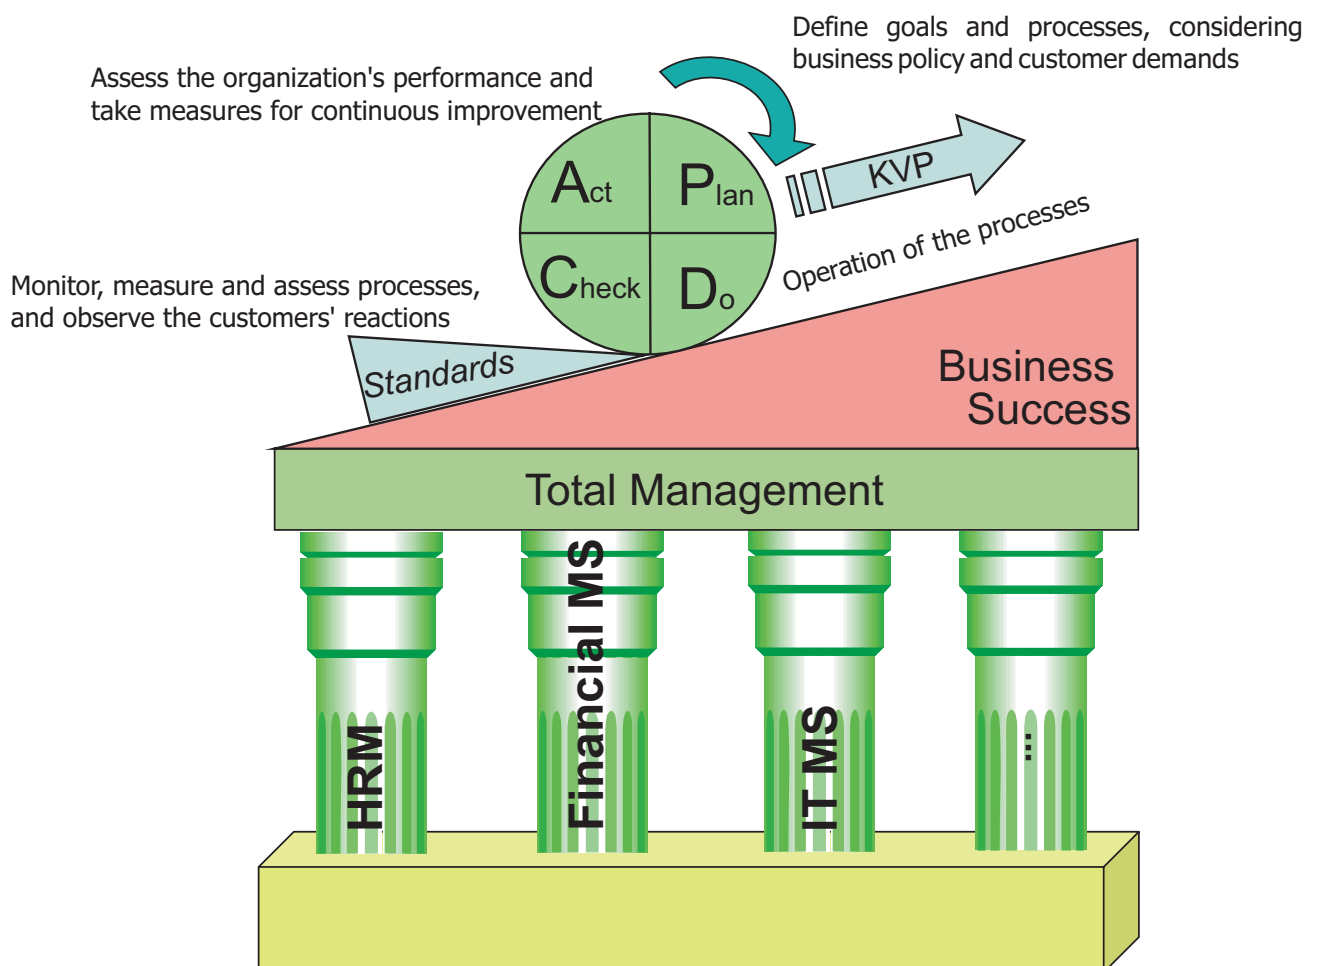 Define goals and processes, considering
business policy and customer demands
Assess the organization's performance and
take measures for continuous improvement
Act
Plan
KVP
Check
Do
Operation of the processes
Monitor, measure and assess processes,
and observe the customers' reactions
Standards
Business
Success
Total Management
HRM
Financial MS
IT MS
...